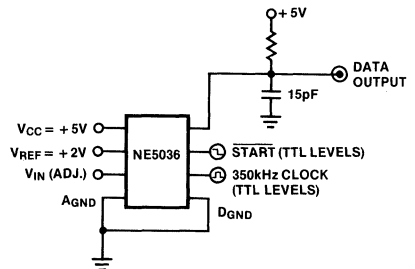 +5V
DATA
OUTPUT
15pF
VCC = +5V
VREF = +2V
VIN (ADJ.)
AGND
NE5036
START (TTL LEVELS)
350kHz CLOCK
(TTL LEVELS)
DGND